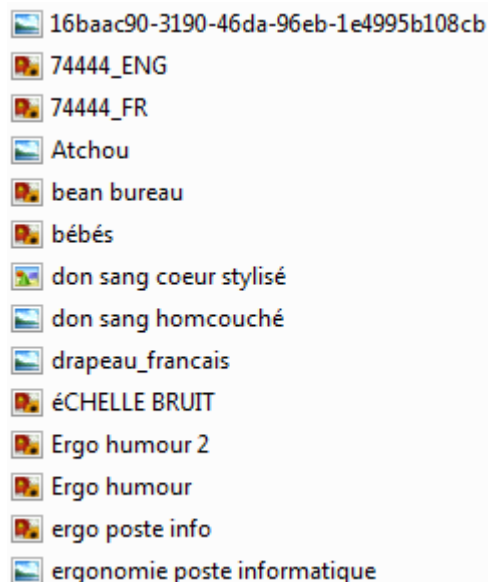 16baac90-3190-46da-96eb-1e4995b108cb
74444_ENG
74444_FR
Atchou
bean bureau
bébés
don sang coeur stylisé
don sang homcouché
drapeau_francais
éCHELLE BRUIT
Ergo humour 2
Ergo humour
ergo poste info
ergonomie poste informatique